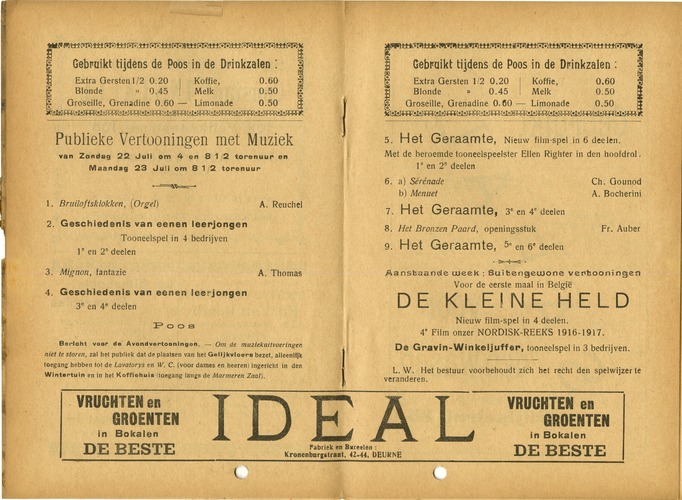 Gebruikt tijdens de Poos in de Drinkzalen :
Extra Gersten 1/2 0.20 Koffie, 0.60
Blonde » 0.45 Melk 0.50
Groseille, Grenadine 0.60 — Limonade 0.50
Publieke Vertooningen met Muziek
van Zondag 22 Juli om 4 en 8 1/2 torenuur en
Maandag 23 Juli om 8 1/2 torenuur
1. Bruiloftsklokken, (Orgel) A. Reuchel
2. Geschiedenis van eenen leerjongen
Tooneelspel in 4 bedrijven
1e en 2e deelen
3. Mignon, fantazie A. Thomas
4. Geschiedenis van eenen leerjongen
3e en 4e deelen
Poos
Bericht voor de Avondvertooningen. — Om de muziekuitvoeringen
niet te storen, zal het publiek dat de plaatsen van het Gelijkvloers bezet, alleenlijk
toegang hebben tot de Lavatorys en W. C. (voor dames en heeren) ingericht in den
Wintertuin en in het Koffiehuis (toegang langs de Marmeren Zaal).
Gebruikt tijdens de Poos in de Drinkzalen :
Extra Gersten 1/2 0.20 Koffie, 0.60
Blonde » 0.45 Melk 0.50
Groseille, Grenadine 0.60 — Limonade 0.50
5. Het Geraamte, Nieuw film-spel in 6 deelen.
Met de beroemde tooneelspeelster Ellen Righter in den hoofdrol.
1e en 2e deelen
6. a) Sérénade Ch. Gounod
b) Menuet A. Bocherini
7. Het Geraamte, 3e en 4e deelen
8. Het Bronzen Paard, openingsstuk Fr. Auber
9. Het Geraamte, 5e en 6e deelen
Aanstaande week : Buitengewone vertooningen
Voor de eerste maal in België
DE KLEINE HELD
Nieuw film-spel in 4 deelen.
4e Film onzer NORDISK-REEKS 1916-1917.
De Gravin-Winkeljuffer, tooneelspel in 3 bedrijven.
L. W. Het bestuur voorbehoudt zich het recht den spelwijzer te
veranderen.
VRUCHTEN en
GROENTEN
in Bokalen
DE BESTE
IDEAL
Fabriek en Bureelen :
Kronenburgstraat, 42-44, DEURNE
VRUCHTEN en
GROENTEN
in Bokalen
DE BESTE